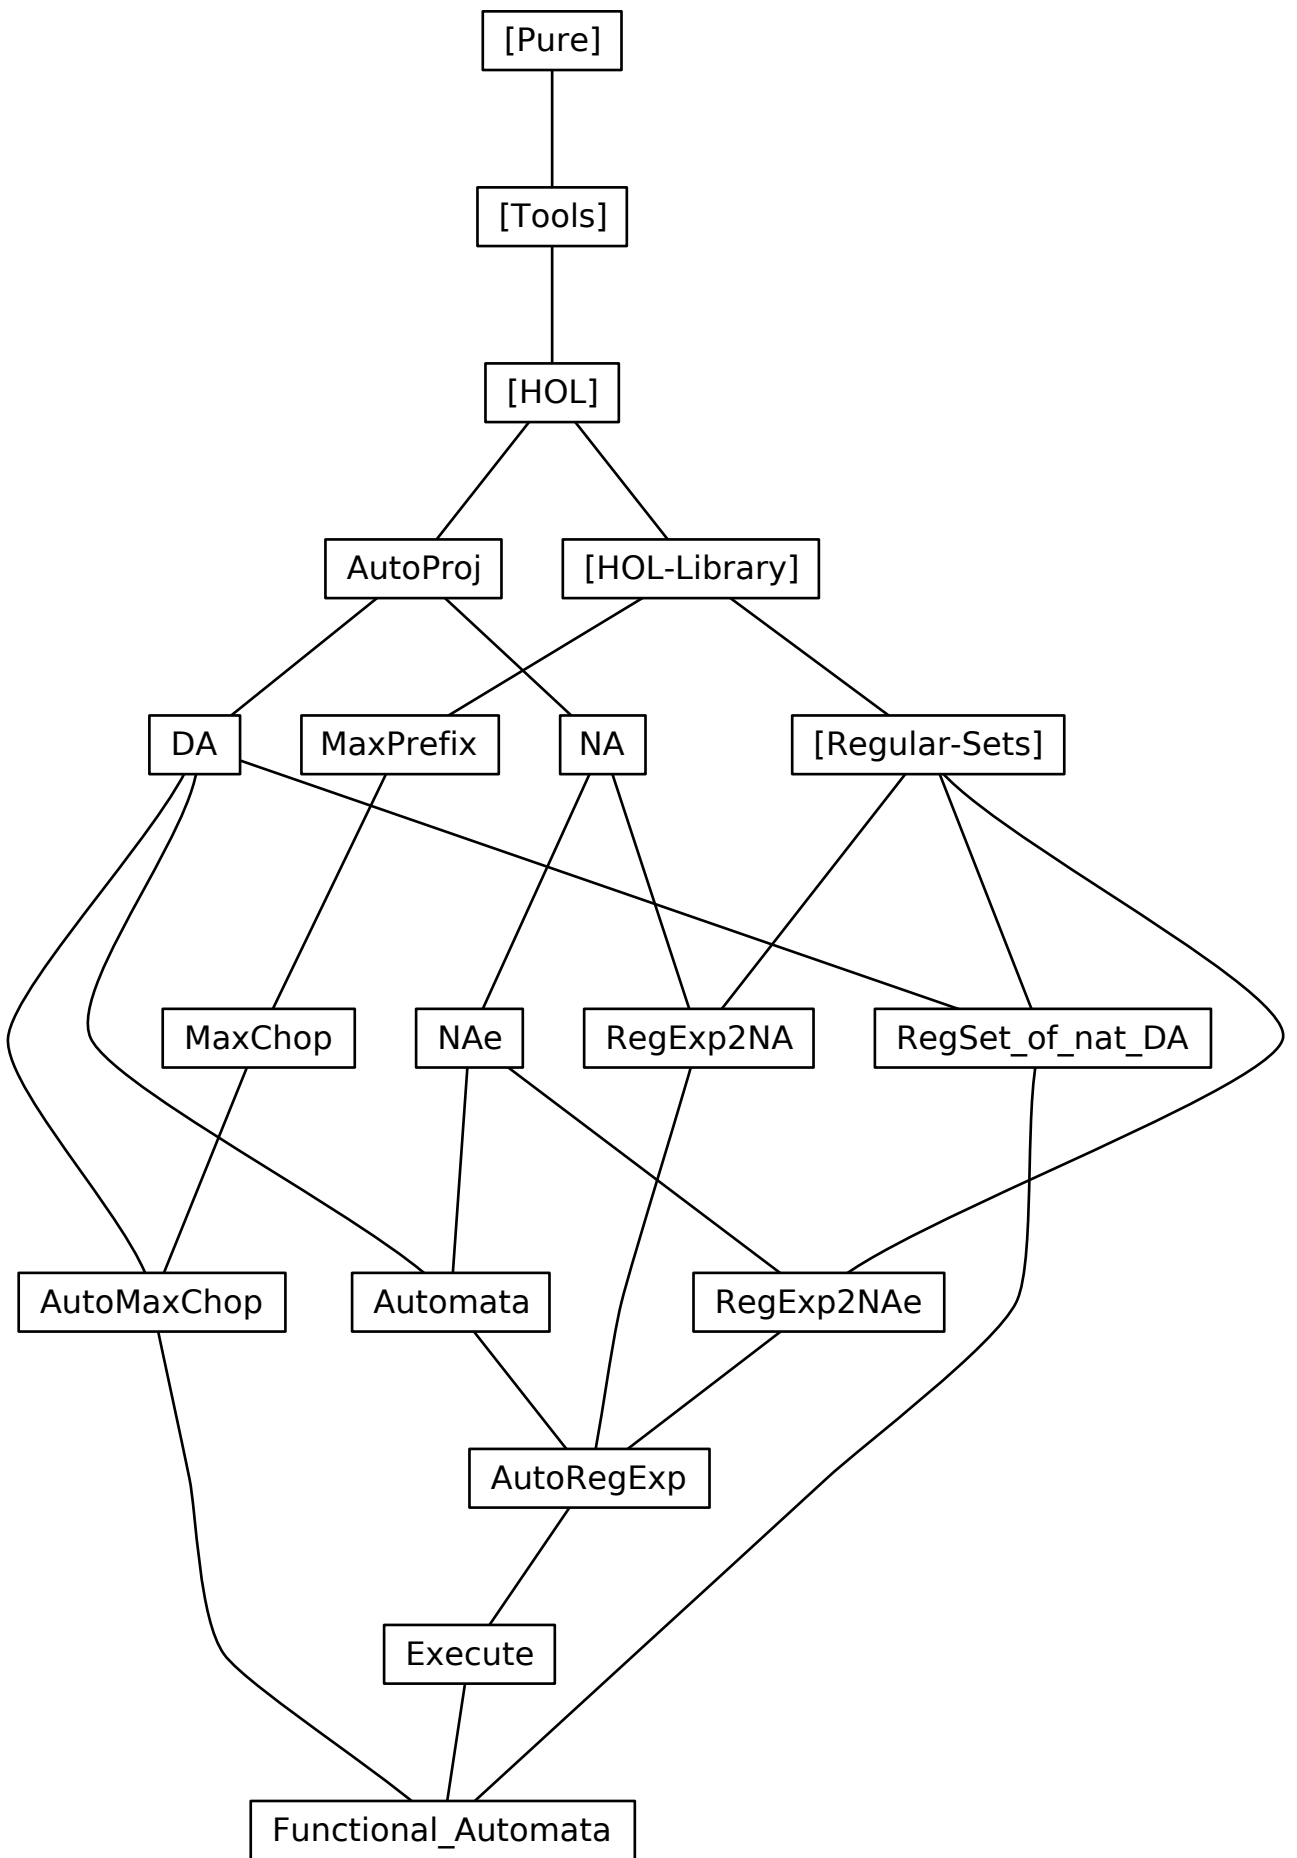 [Pure]
[Tools]
[HOL]
AutoProj
[HOL-Library]
DA
MaxPrefix
NA
[Regular-Sets]
MaxChop
NAe
RegExp2NA
RegSet_of_nat_DA
AutoMaxChop
Automata
RegExp2NAe
AutoRegExp
Execute
Functional_Automata